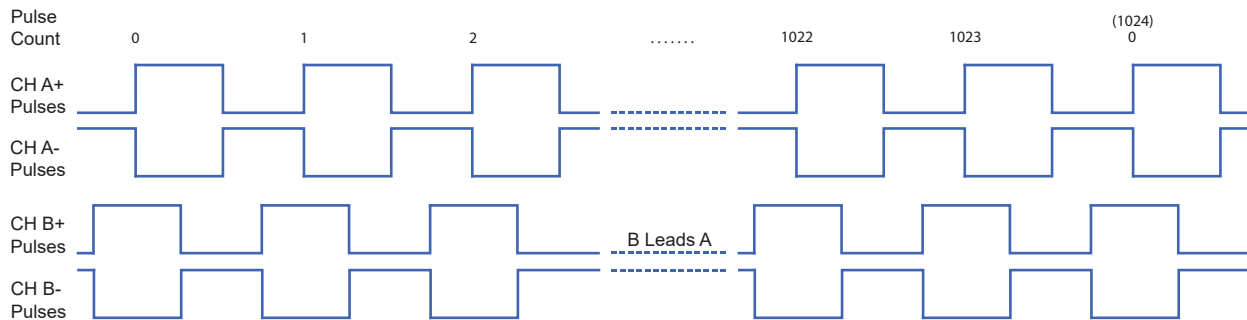 Pulse
Count
0
1
2
.......
1022
1023
(1024)
0
CH A+
Pulses
CH A-
Pulses
CH B+
Pulses
B Leads A
CH B-
Pulses